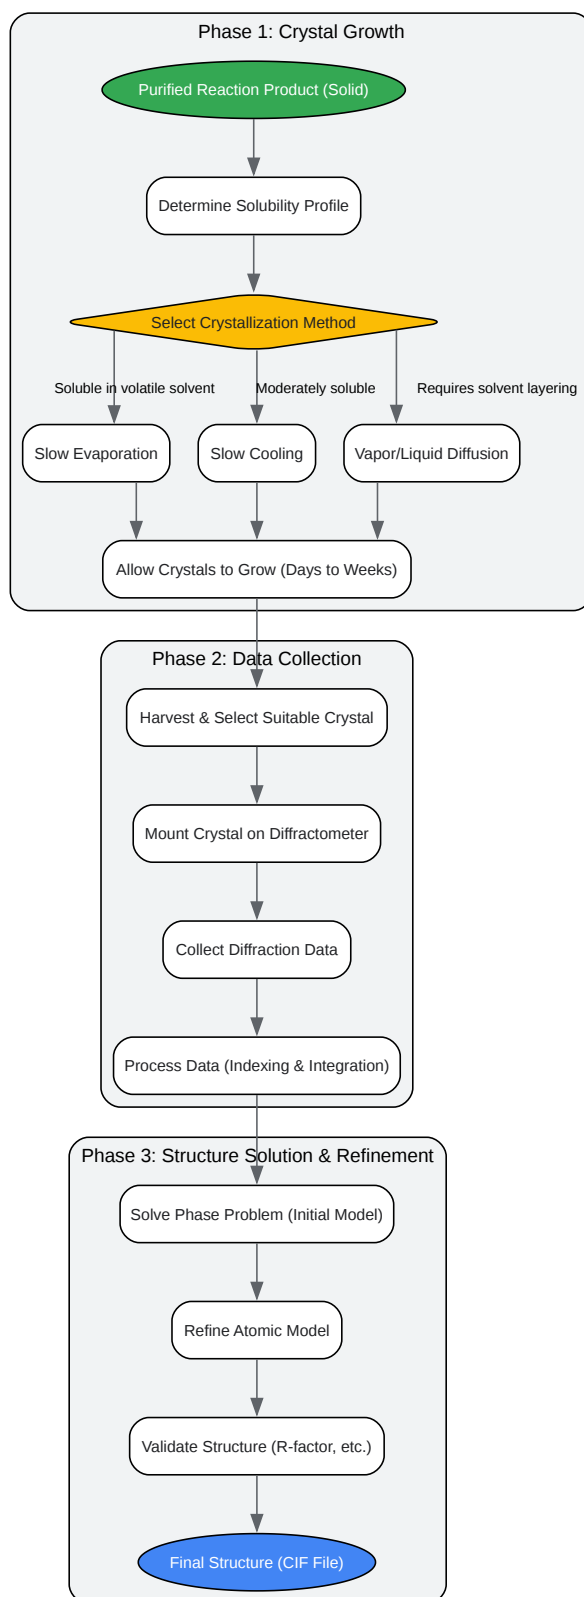 Phase 1: Crystal Growth
Purified Reaction Product (Solid)
Determine Solubility Profile
Select Crystallization Method
Soluble in volatile solvent
Moderately soluble
Requires solvent layering
Slow Evaporation
Slow Cooling
Vapor/Liquid Diffusion
Allow Crystals to Grow (Days to Weeks)
Phase 2: Data Collection
Harvest & Select Suitable Crystal
Mount Crystal on Diffractometer
Collect Diffraction Data
Process Data (Indexing & Integration)
Phase 3: Structure Solution & Refinement
Solve Phase Problem (Initial Model)
Refine Atomic Model
Validate Structure (R-factor, etc.)
Final Structure (CIF File)